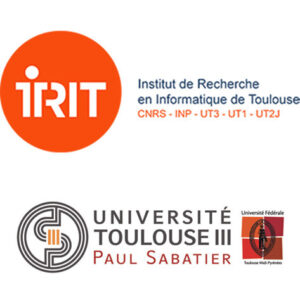 iRIT
Institut de Recherche
en Informatique de Toulouse
CNRS - INP - UT3 - UT1 - UT2J
UNIVERSITÉ
TOULOUSE III
PAUL SABATIER
Université Fédérale
Toulouse Midi-Pyrénées